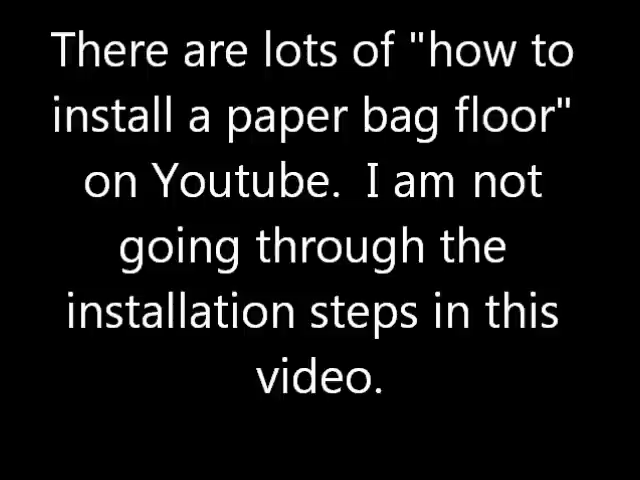 There are lots of "how to
install a paper bag floor"
on Youtube.  I am not
going through the
installation steps in this
video.